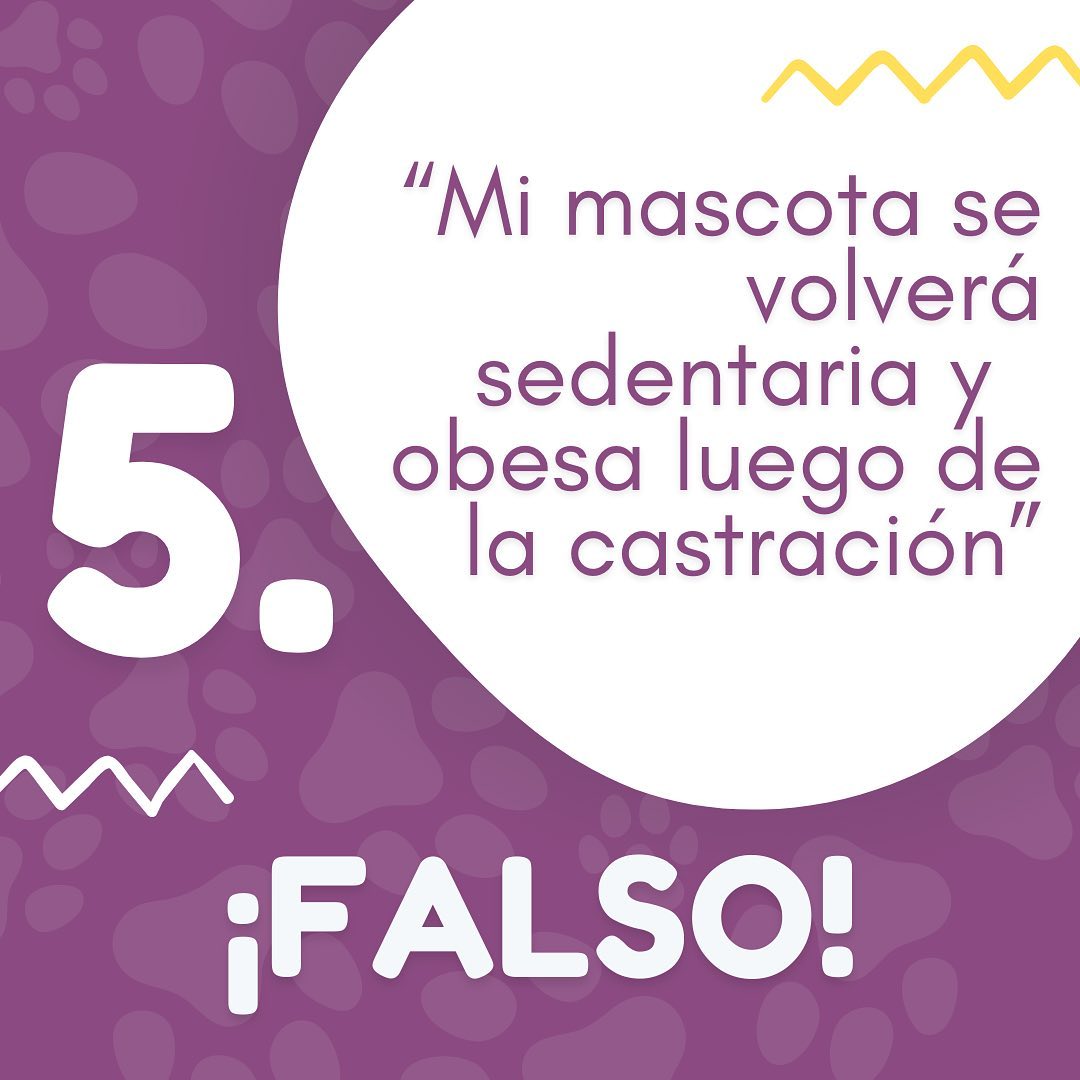 5.
“Mi mascota se
volverá
sedentaria y
obesa luego de
la castración”
¡FALSO!